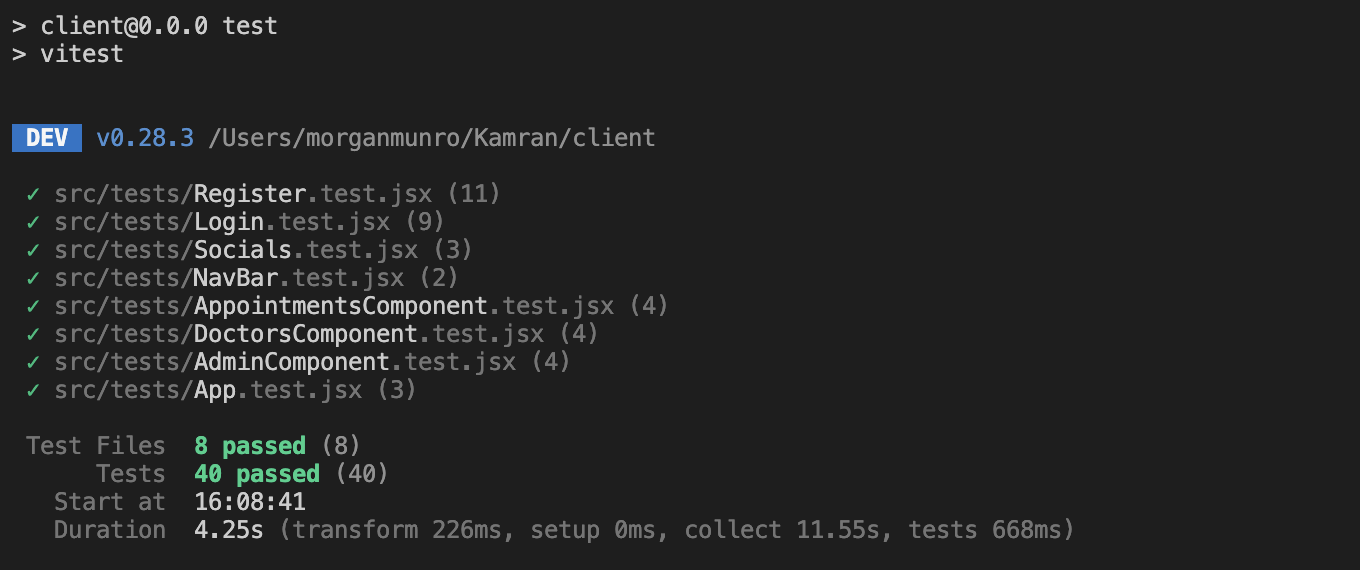 > client@0.0.0 test
> vitest
DEV v0.28.3 /Users/morganmunro/Kamran/client
✓ src/tests/Register.test.jsx (11)
✓ src/tests/Login.test.jsx (9)
✓ src/tests/Socials.test.jsx (3)
✓ src/tests/NavBar.test.jsx (2)
✓ src/tests/AppointmentsComponent.test.jsx (4)
✓ src/tests/DoctorsComponent.test.jsx (4)
✓ src/tests/AdminComponent.test.jsx (4)
✓ src/tests/App.test.jsx (3)
Test Files 8 passed (8)
Tests 40 passed (40)
Start at 16:08:41
Duration 4.25s (transform 226ms, setup 0ms, collect 11.55s, tests 668ms)